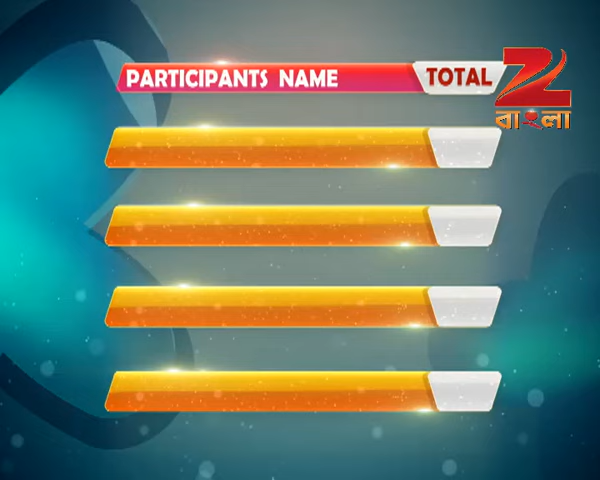 PARTICIPANTS NAME TOTAL
Z
বাংলা